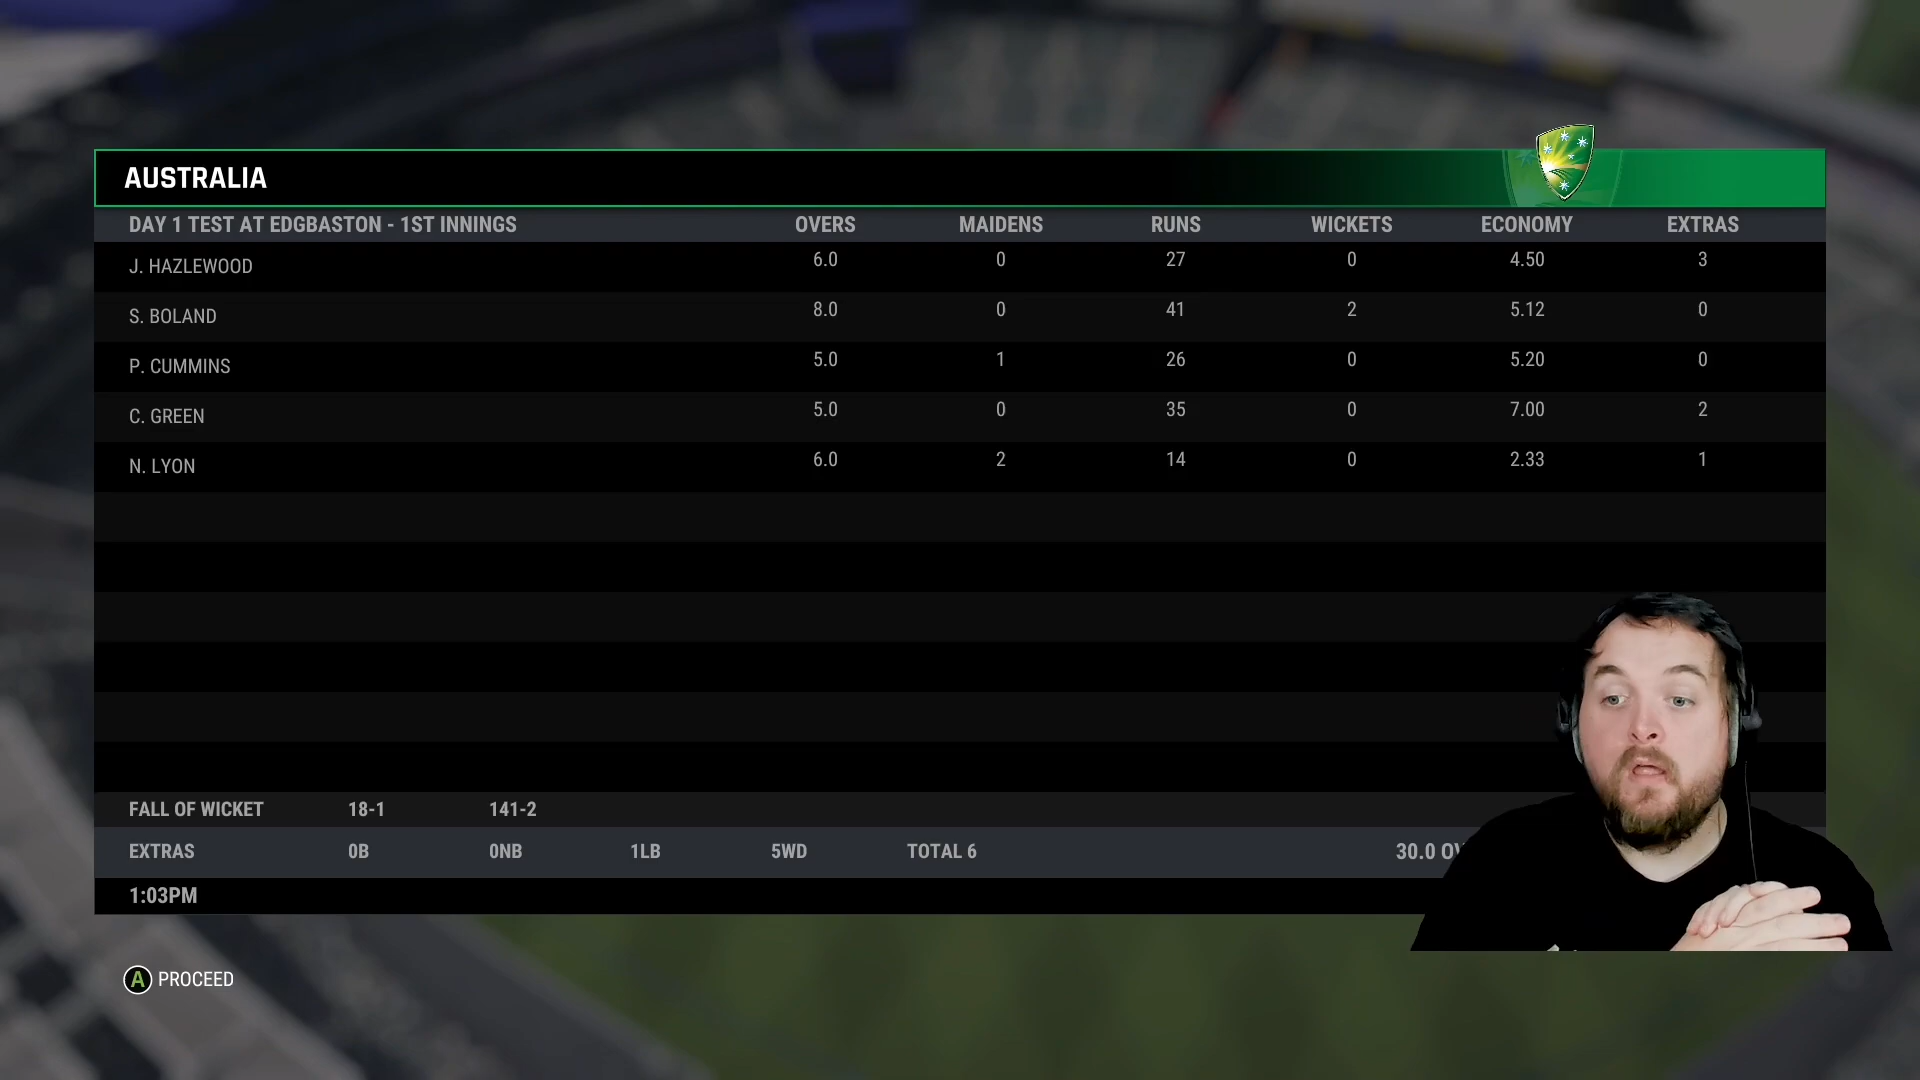 AUSTRALIA
DAY 1 TEST AT EDGBASTON - 1ST INNINGS OVERS MAIDENS RUNS WICKETS ECONOMY EXTRAS
J. HAZLEWOOD 6.0 0 27 0 4.50 3
S. BOLAND 8.0 0 41 2 5.12 0
P. CUMMINS 5.0 1 26 0 5.20 0
C. GREEN 5.0 0 35 0 7.00 2
N. LYON 6.0 2 14 0 2.33 1
FALL OF WICKET 18-1 141-2
EXTRAS 0B 0NB 1LB 5WD TOTAL 6 30.0
1:03PM
A PROCEED